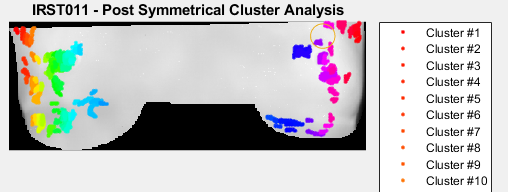 IRST011 - Post Symmetrical Cluster Analysis
Cluster #1
Cluster #2
Cluster #3
Cluster #4
Cluster #5
Cluster #6
Cluster #7
Cluster #8
Cluster #9
Cluster #10